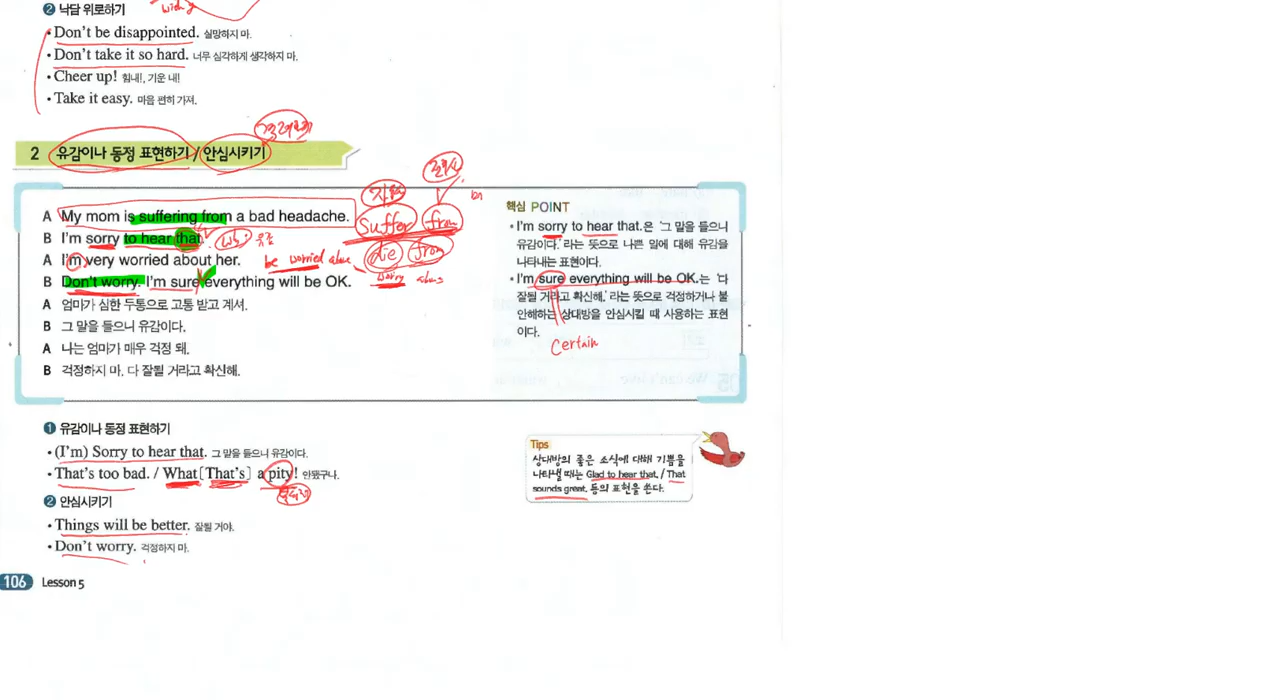 ❷ 낙담 위로하기
• Don't be disappointed. 실망하지 마.
• Don't take it so hard. 너무 심각하게 생각하지 마.
• Cheer up! 힘내!, 기운 내!
• Take it easy. 마음 편히 가져.
2 유감이나 동정 표현하기 / 안심시키기
A My mom is suffering from a bad headache.
B I'm sorry to hear that.
A I'm very worried about her.
B Don't worry. I'm sure everything will be OK.
A 엄마가 심한 두통으로 고통 받고 계셔.
B 그 말을 들으니 유감이다.
A 나는 엄마가 매우 걱정 돼.
B 걱정하지 마. 다 잘될 거라고 확신해.
suffer from
die from
be worried about
worry about
핵심 POINT
• I'm sorry to hear that.은 '그 말을 들으니
유감이다.'라는 뜻으로 나쁜 일에 대해 유감을
나타내는 표현이다.
• I'm sure everything will be OK.는 '다
잘될 거라고 확신해.'라는 뜻으로 걱정하거나 불
안해하는 상대방을 안심시킬 때 사용하는 표현
이다.
Certain
❶ 유감이나 동정 표현하기
• (I'm) Sorry to hear that. 그 말을 들으니 유감이다.
• That's too bad. / What[That's] a pity! 안됐구나.
❷ 안심시키기
• Things will be better. 잘될 거야.
• Don't worry. 걱정하지 마.
Tips
상대방의 좋은 소식에 대해 기쁨을
나타낼 때는 Glad to hear that. / That
sounds great. 등의 표현을 쓴다.
106 Lesson 5